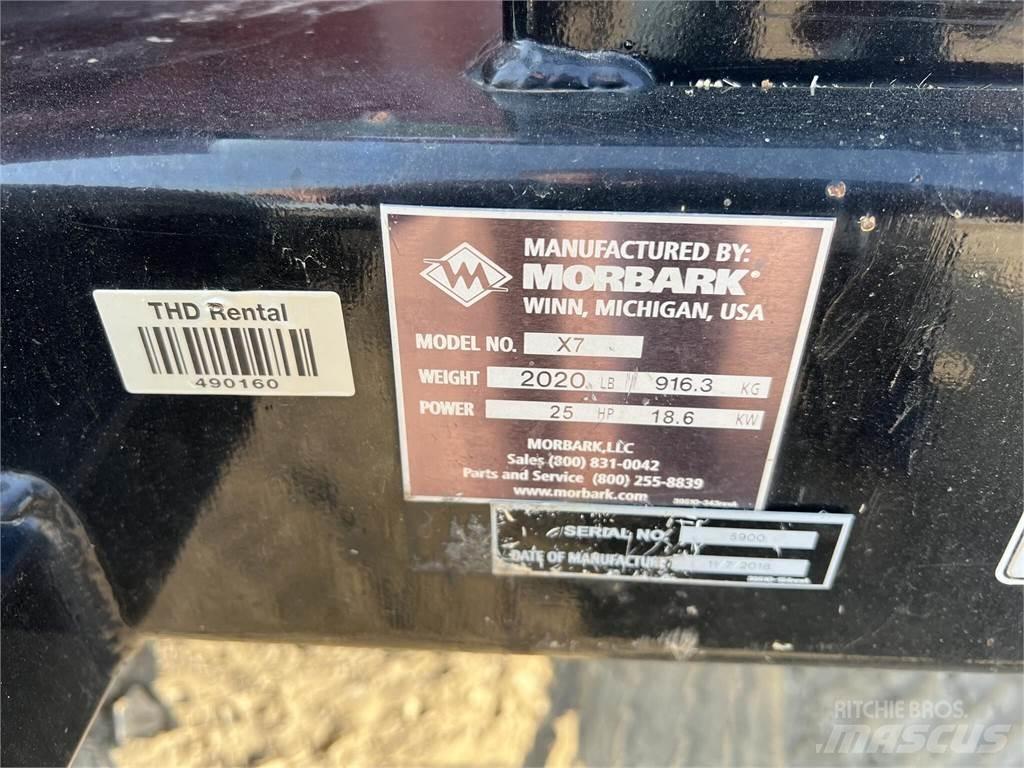 THD Rental
490160
MANUFACTURED BY:
MORBARK®
WINN, MICHIGAN, USA
MODEL NO. X7
WEIGHT 2020 LB 916.3 KG
POWER 25 HP 18.6 KW
MORBARK, LLC
Sales (800) 831-0042
Parts and Service (800) 255-8839
www.morbark.com
SERIAL NO. 5900
DATE OF MANUFACTURE
RITCHIE BROS.
MASCUS